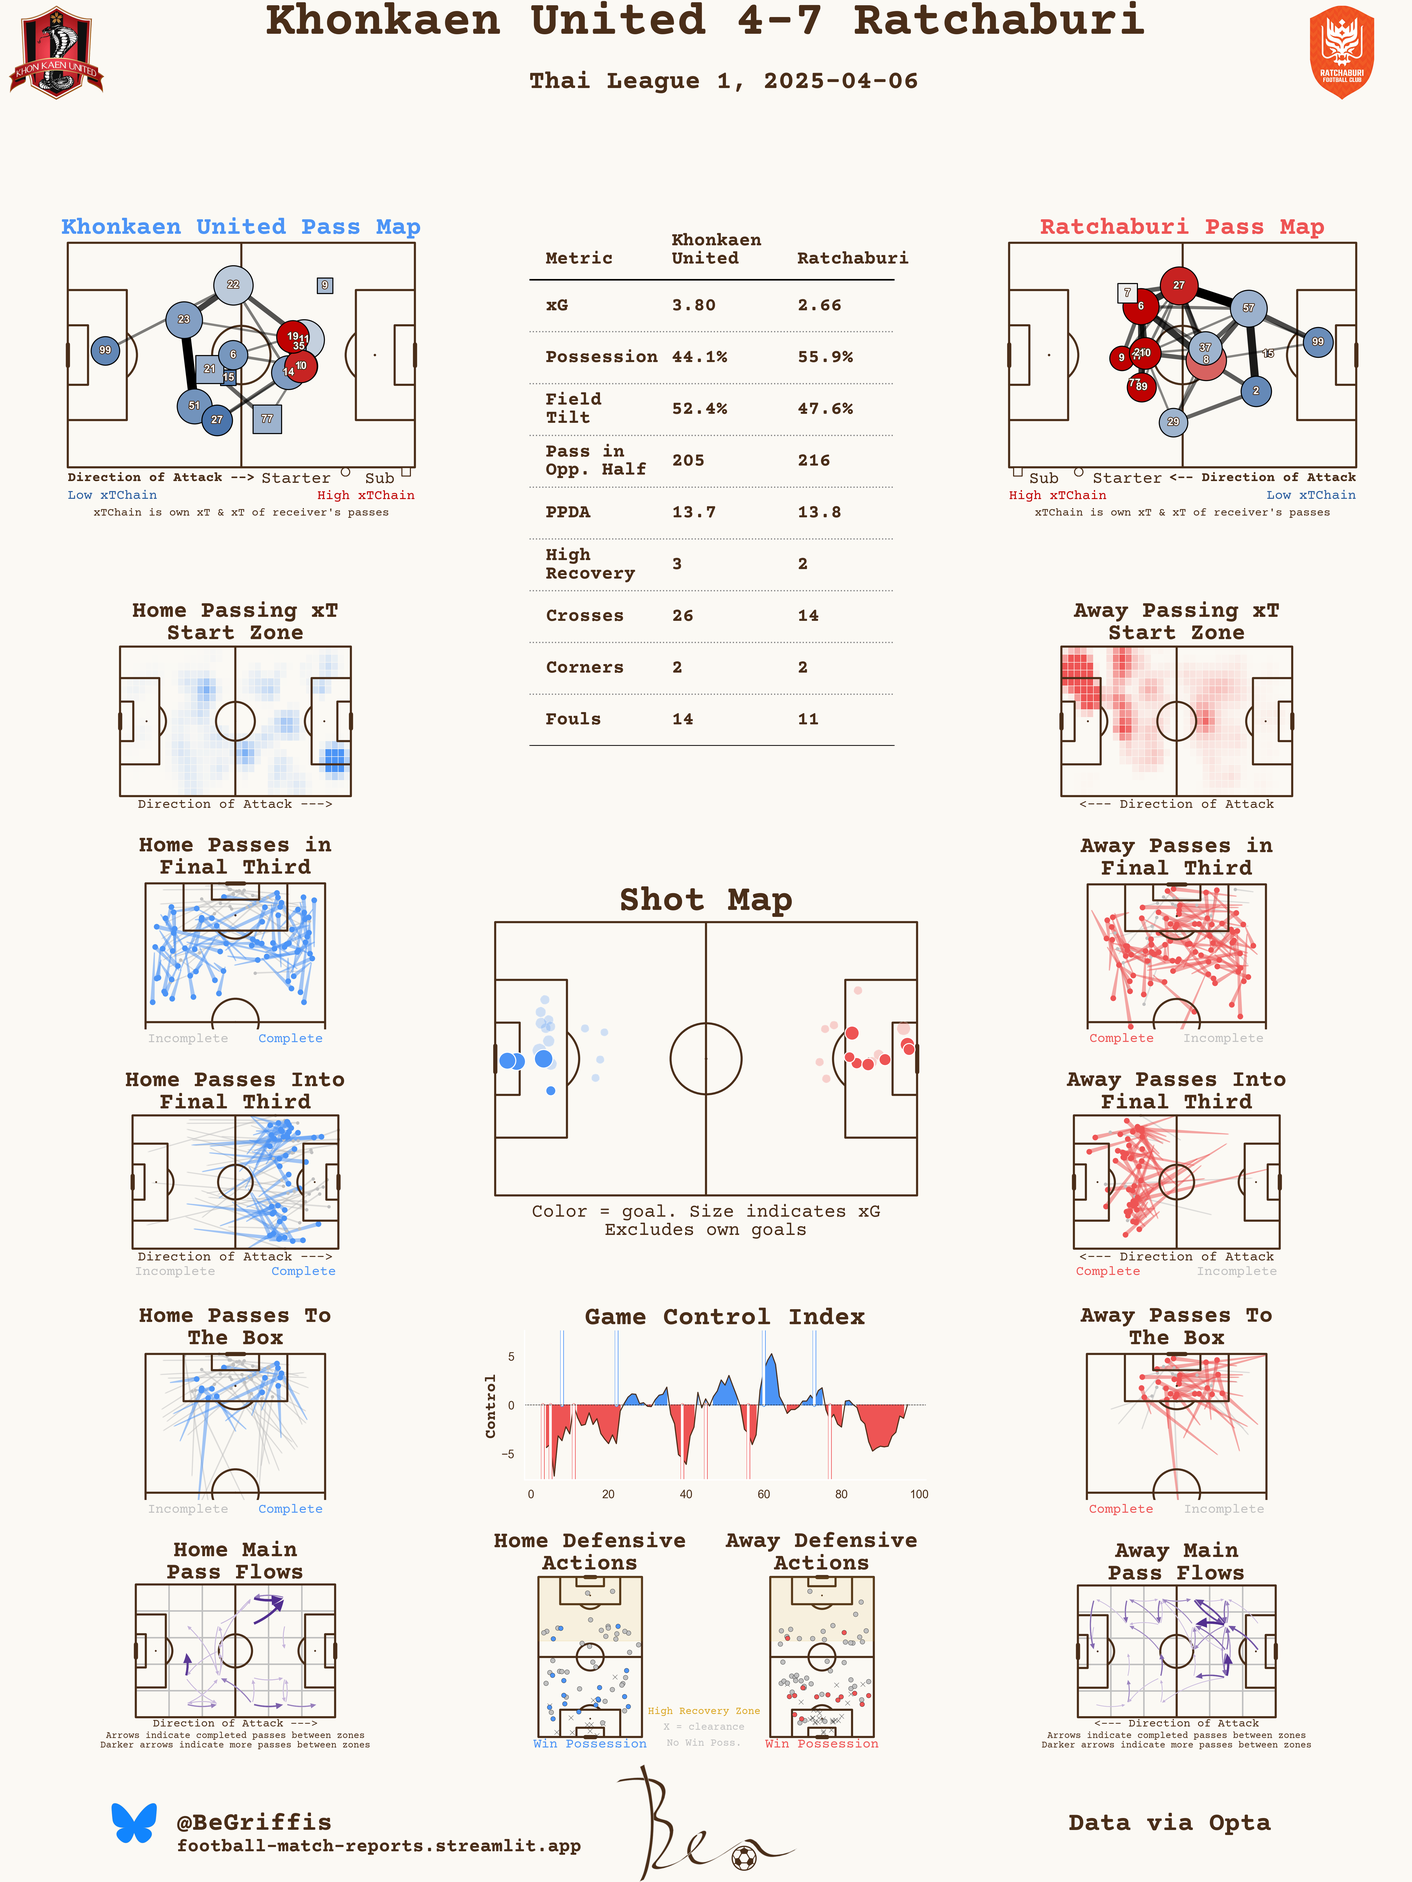 Khonkaen United 4-7 Ratchaburi
Thai League 1, 2025-04-06
KHON KAEN UNITED
RATCHABURI
FOOTBALL CLUB
Khonkaen United Pass Map
22
9
23
19
11
35
99
6
10
14
21
15
51
27
77
Direction of Attack --> Starter Sub
Low xTChain High xTChain
xTChain is own xT & xT of receiver's passes
Metric Khonkaen United Ratchaburi
xG 3.80 2.66
Possession 44.1% 55.9%
Field Tilt 52.4% 47.6%
Pass in Opp. Half 205 216
PPDA 13.7 13.8
High Recovery 3 2
Crosses 26 14
Corners 2 2
Fouls 14 11
Ratchaburi Pass Map
27
7
6
57
99
37
15
9
10
8
77
89
2
29
Sub Starter <-- Direction of Attack
High xTChain Low xTChain
xTChain is own xT & xT of receiver's passes
Home Passing xT
Start Zone
Direction of Attack --->
Away Passing xT
Start Zone
<--- Direction of Attack
Home Passes in
Final Third
Incomplete Complete
Away Passes in
Final Third
Complete Incomplete
Shot Map
Color = goal. Size indicates xG
Excludes own goals
Home Passes Into
Final Third
Direction of Attack --->
Incomplete Complete
Away Passes Into
Final Third
<--- Direction of Attack
Complete Incomplete
Home Passes To
The Box
Incomplete Complete
Game Control Index
Control
5
0
−5
0 20 40 60 80 100
Away Passes To
The Box
Complete Incomplete
Home Main
Pass Flows
Direction of Attack --->
Arrows indicate completed passes between zones
Darker arrows indicate more passes between zones
Home Defensive
Actions
Win Possession
Away Defensive
Actions
Win Possession
High Recovery Zone
X = clearance
No Win Poss.
Away Main
Pass Flows
<--- Direction of Attack
Arrows indicate completed passes between zones
Darker arrows indicate more passes between zones
@BeGriffis
football-match-reports.streamlit.app
Ben
Data via Opta